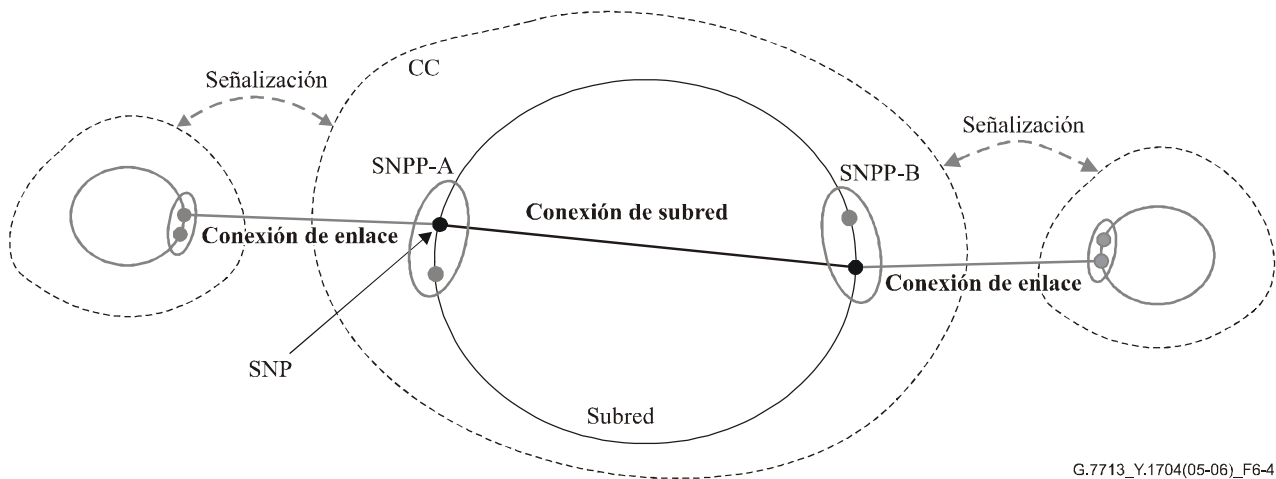 CC
Señalización
Señalización
SNPP-A
SNPP-B
Conexión de subred
Conexión de enlace
Conexión de enlace
SNP
Subred
G.7713_Y.1704(05-06)_F6-4